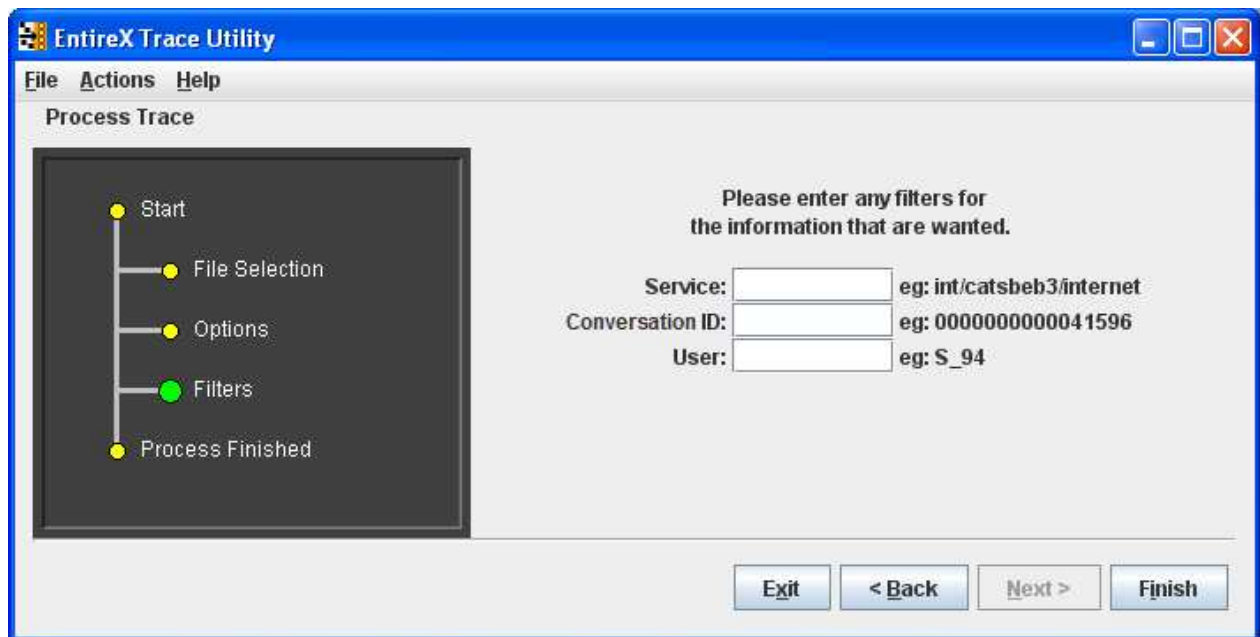 EntireX Trace Utility
File Actions Help
Process Trace
Start
File Selection
Options
Filters
Process Finished
Please enter any filters for
the information that are wanted.
Service: eg: int/catsbeb3/internet
Conversation ID: eg: 0000000000041596
User: eg: S_94
Exit < Back Next > Finish